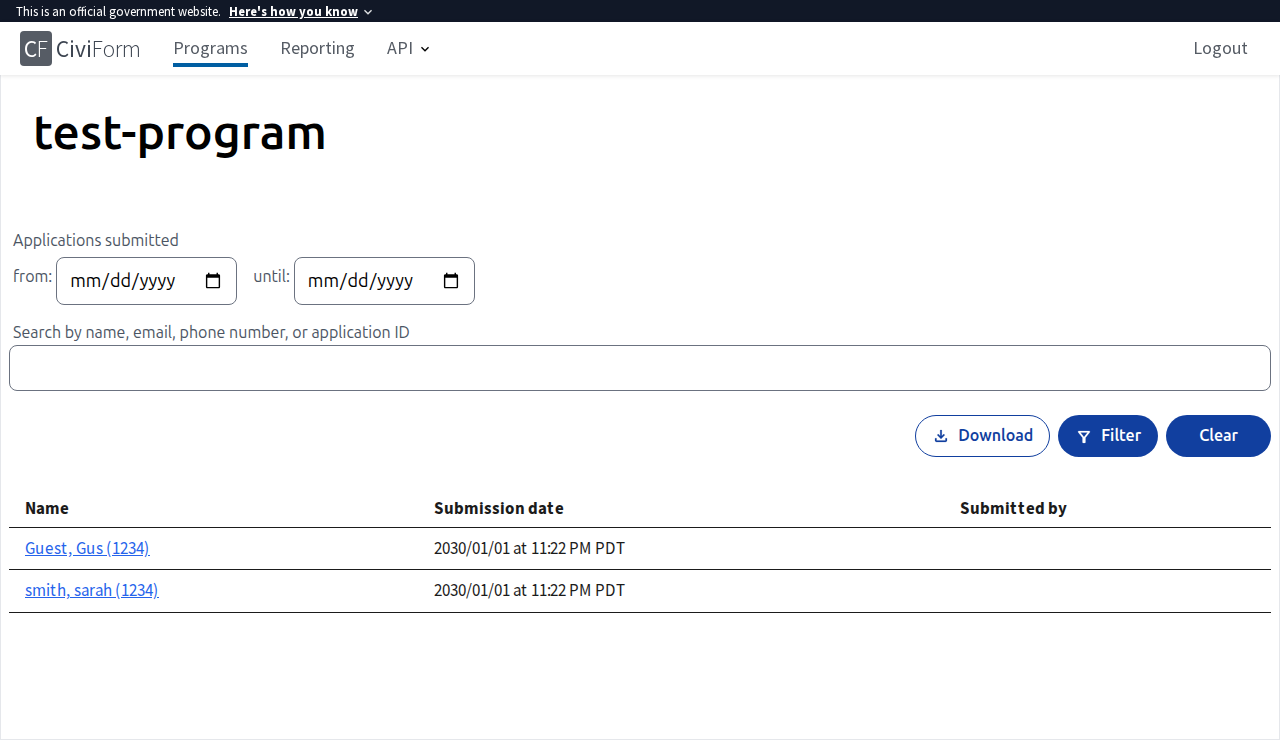 This is an official government website. Here's how you know
CF CiviForm Programs Reporting API Logout
test-program
Applications submitted
from: mm/dd/yyyy until: mm/dd/yyyy
Search by name, email, phone number, or application ID
Download Filter Clear
Name Submission date Submitted by
Guest, Gus (1234) 2030/01/01 at 11:22 PM PDT
smith, sarah (1234) 2030/01/01 at 11:22 PM PDT